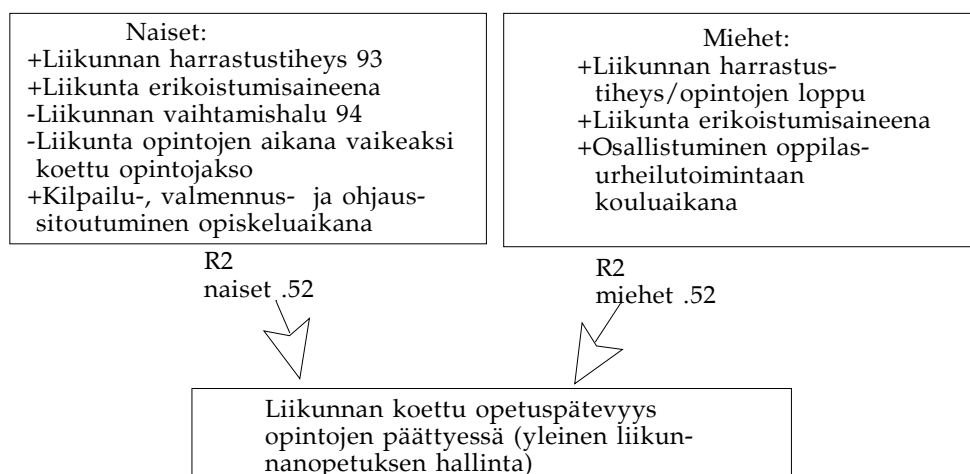 Naiset:
+Liikunnan harrastustiheys 93
+Liikunta erikoistumisaineena
-Liikunnan vaihtamishalu 94
-Liikunta opintojen aikana vaikeaksi
koettu opintojakso
+Kilpailu-, valmennus- ja ohjaus-
sitoutuminen opiskeluaikana
Miehet:
+Liikunnan harrastus-
tiheys/opintojen loppu
+Liikunta erikoistumisaineena
+Osallistuminen oppilas-
urheilutoimintaan
kouluaikana
R2
naiset .52
R2
miehet .52
Liikunnan koettu opetuspätevyys
opintojen päättyessä (yleinen liikun-
nanopetuksen hallinta)